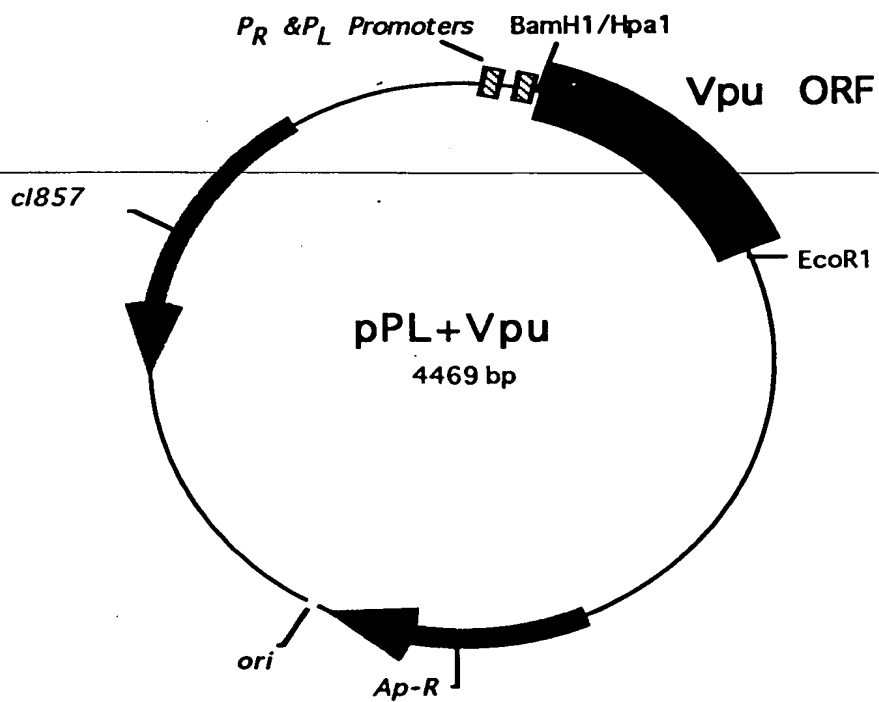 P_R & P_L Promoters
BamH1/Hpa1
Vpu ORF
cI857
EcoR1
pPL+Vpu
4469 bp
ori
Ap-R